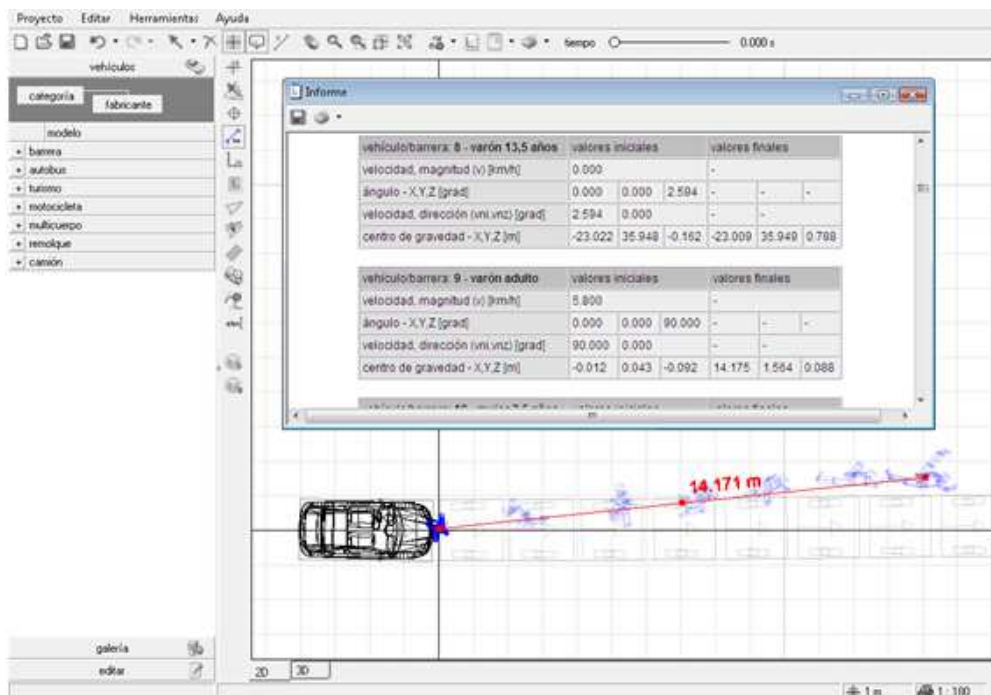 Proyecto Editar Herramientas Ayuda
tiempo 0.000 s
vehículos
categoría
fabricante
modelo
+ barrera
+ autobus
+ turismo
+ motocicleta
+ multicuerpo
+ remolque
+ camión
Informe
vehículo/barrera: 8 - varón 13,5 años valores iniciales valores finales
velocidad, magnitud (v) [km/h] 0.000 -
ángulo - X,Y,Z [grad] 0.000 0.000 2.594 - - -
velocidad, dirección (vni,vnz) [grad] 2.594 0.000 - -
centro de gravedad - X,Y,Z [m] -23.022 35.948 -0.162 -23.009 35.949 0.788
vehículo/barrera: 9 - varón adulto valores iniciales valores finales
velocidad, magnitud (v) [km/h] 5.800 -
ángulo - X,Y,Z [grad] 0.000 0.000 90.000 - - -
velocidad, dirección (vni,vnz) [grad] 90.000 0.000 - -
centro de gravedad - X,Y,Z [m] -0.012 0.043 -0.092 14.175 1.564 0.088
14.171 m
galería
editar
2D 3D
1 m 1 : 100